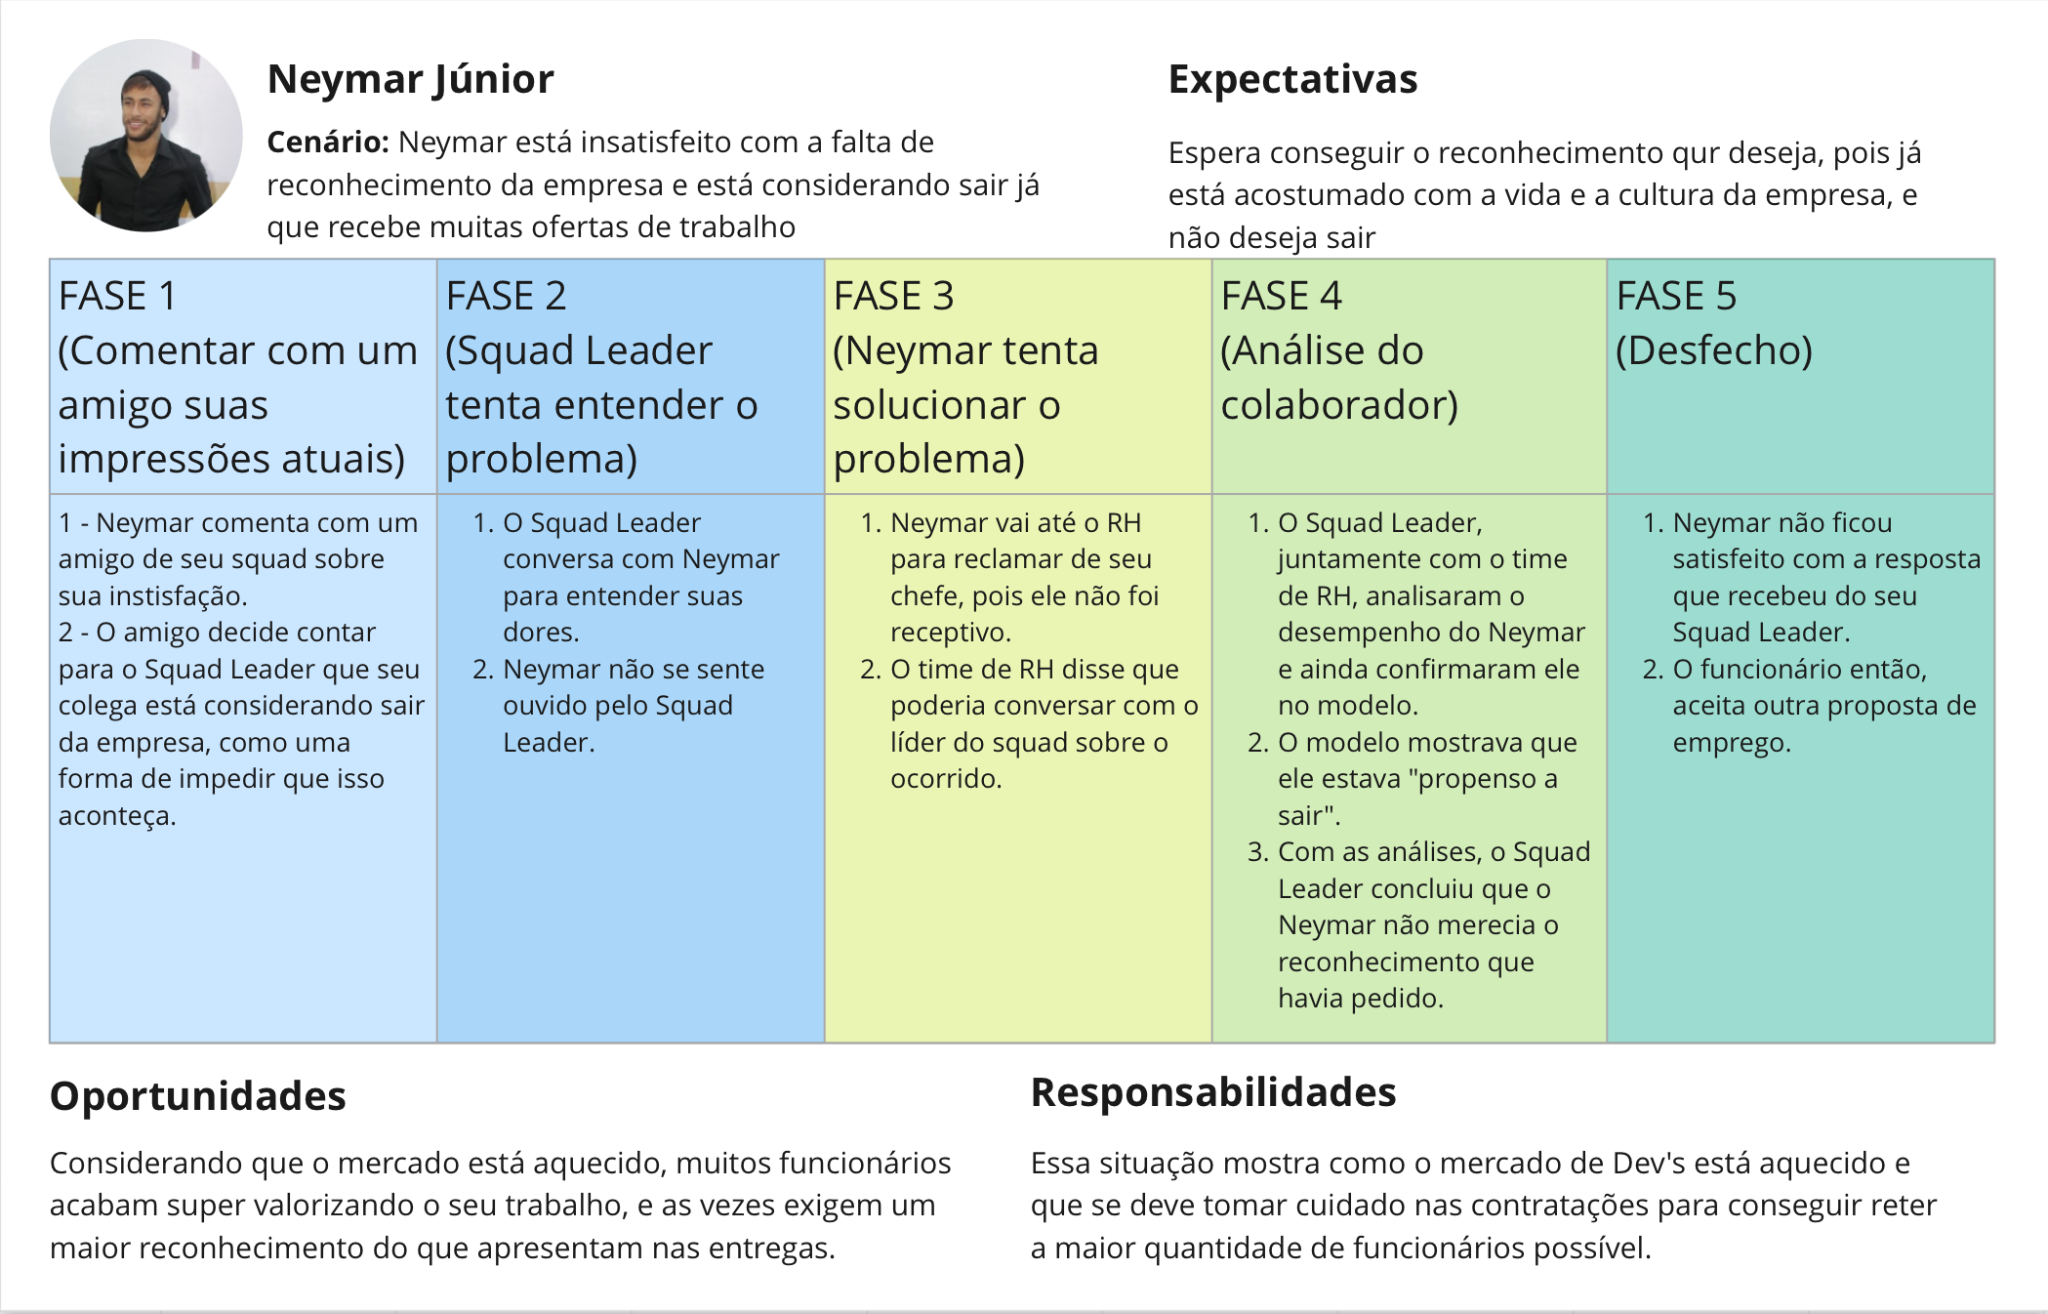 Neymar Júnior
Cenário: Neymar está insatisfeito com a falta de
reconhecimento da empresa e está considerando sair já
que recebe muitas ofertas de trabalho
Expectativas
Espera conseguir o reconhecimento qur deseja, pois já
está acostumado com a vida e a cultura da empresa, e
não deseja sair
FASE 1
(Comentar com um
amigo suas
impressões atuais)
FASE 2
(Squad Leader
tenta entender o
problema)
FASE 3
(Neymar tenta
solucionar o
problema)
FASE 4
(Análise do
colaborador)
FASE 5
(Desfecho)
1 - Neymar comenta com um
amigo de seu squad sobre
sua instisfação.
2 - O amigo decide contar
para o Squad Leader que seu
colega está considerando sair
da empresa, como uma
forma de impedir que isso
aconteça.
1. O Squad Leader
conversa com Neymar
para entender suas
dores.
2. Neymar não se sente
ouvido pelo Squad
Leader.
1. Neymar vai até o RH
para reclamar de seu
chefe, pois ele não foi
receptivo.
2. O time de RH disse que
poderia conversar com o
líder do squad sobre o
ocorrido.
1. O Squad Leader,
juntamente com o time
de RH, analisaram o
desempenho do Neymar
e ainda confirmaram ele
no modelo.
2. O modelo mostrava que
ele estava "propenso a
sair".
3. Com as análises, o Squad
Leader concluiu que o
Neymar não merecia o
reconhecimento que
havia pedido.
1. Neymar não ficou
satisfeito com a resposta
que recebeu do seu
Squad Leader.
2. O funcionário então,
aceita outra proposta de
emprego.
Oportunidades
Considerando que o mercado está aquecido, muitos funcionários
acabam super valorizando o seu trabalho, e as vezes exigem um
maior reconhecimento do que apresentam nas entregas.
Responsabilidades
Essa situação mostra como o mercado de Dev's está aquecido e
que se deve tomar cuidado nas contratações para conseguir reter
a maior quantidade de funcionários possível.